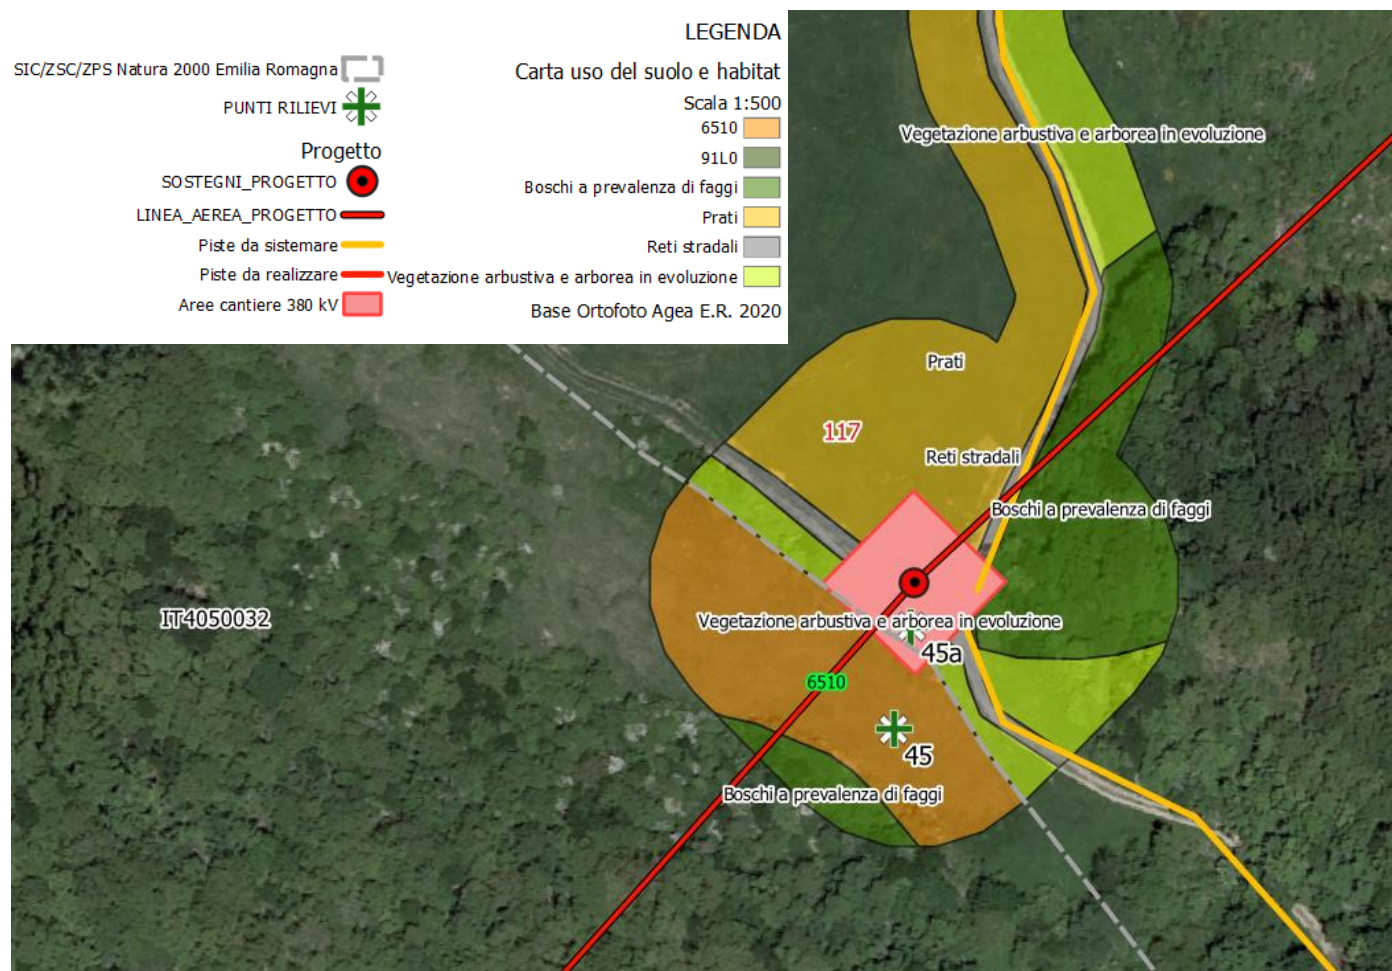 LEGENDA
SIC/ZSC/ZPS Natura 2000 Emilia Romagna
PUNTI RILIEVI
Progetto
SOSTEGNI_PROGETTO
LINEA_AEREA_PROGETTO
Piste da sistemare
Piste da realizzare
Aree cantiere 380 kV
Carta uso del suolo e habitat
Scala 1:500
6510
91L0
Boschi a prevalenza di faggi
Prati
Reti stradali
Vegetazione arbustiva e arborea in evoluzione
Base Ortofoto Agea E.R. 2020
Vegetazione arbustiva e arborea in evoluzione
Prati
117
Reti stradali
Boschi a prevalenza di faggi
IT4050032
Vegetazione arbustiva e arborea in evoluzione
45a
6510
45
Boschi a prevalenza di faggi